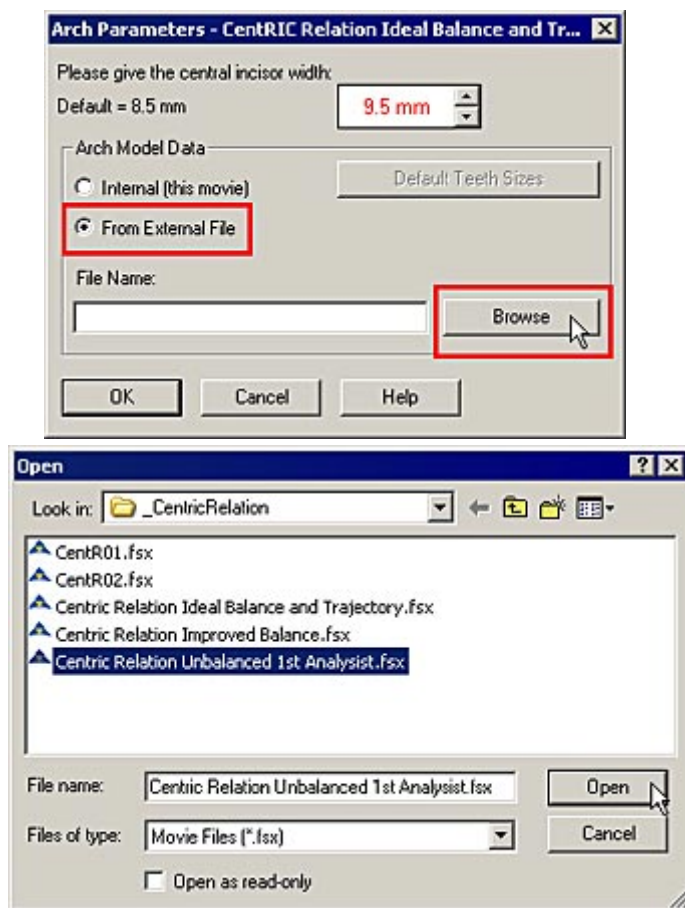 Arch Parameters - CentRIC Relation Ideal Balance and Tr...
Please give the central incisor width:
Default = 8.5 mm
9.5 mm
Arch Model Data
Internal (this movie)
Default Teeth Sizes
From External File
File Name:
Browse
OK
Cancel
Help
Open
Look in:
_CentricRelation
CentR01.fsx
CentR02.fsx
Centric Relation Ideal Balance and Trajectory.fsx
Centric Relation Improved Balance.fsx
Centric Relation Unbalanced 1st Analysist.fsx
File name:
Centric Relation Unbalanced 1st Analysist.fsx
Open
Files of type:
Movie Files (*.fsx)
Cancel
Open as read-only